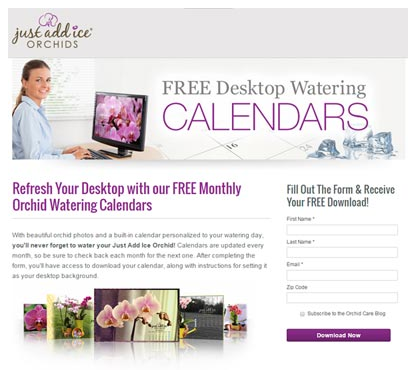 just add ice®
ORCHIDS
FREE Desktop Watering
CALENDARS
Refresh Your Desktop with our FREE Monthly
Orchid Watering Calendars
With beautiful orchid photos and a built-in calendar personalized to your watering day,
you'll never forget to water your Just Add Ice Orchid! Calendars are updated every
month, so be sure to check back each month for the next one. After completing the
form, you'll have access to download your calendar, along with instructions for setting it
as your desktop background.
Fill Out The Form & Receive
Your FREE Download!
First Name *
Last Name *
Email *
Zip Code
Subscribe to the Orchid Care Blog
Download Now